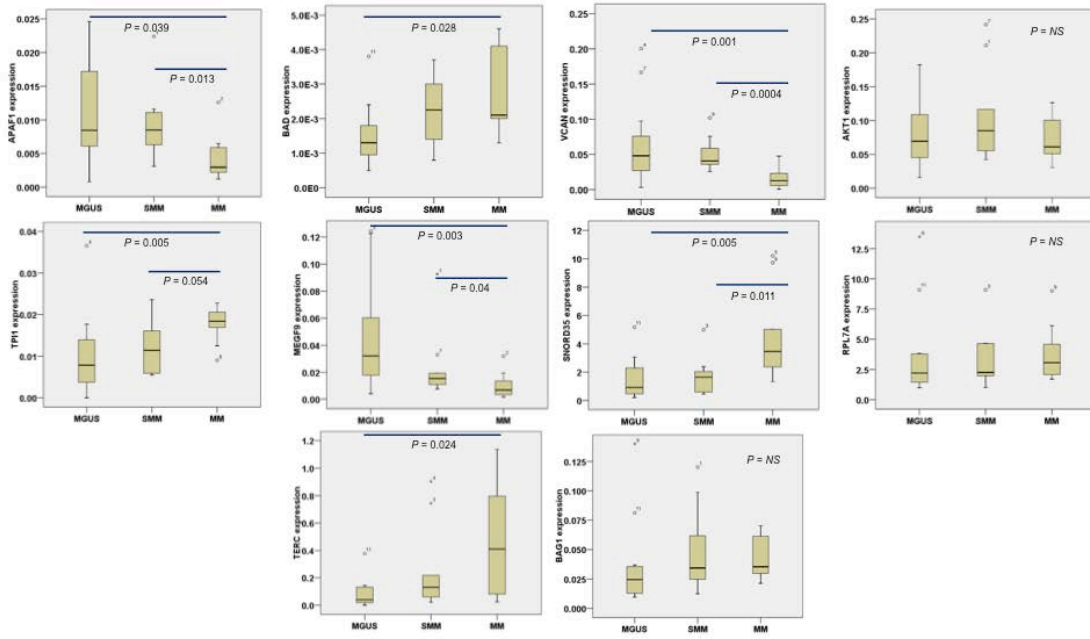 APAF1 expression
0.025
0.020
0.015
0.010
0.005
0.000
P = 0.039
P = 0.013
MGUS SMM MM
BAD expression
5.0E-3
4.0E-3
3.0E-3
2.0E-3
1.0E-3
0.0E0
P = 0.028
MGUS SMM MM
VCAN expression
0.25
0.20
0.15
0.10
0.05
0.00
P = 0.001
P = 0.0004
MGUS SMM MM
AKT1 expression
0.25
0.20
0.15
0.10
0.05
0.00
P = NS
MGUS SMM MM
TPI1 expression
0.04
0.03
0.02
0.01
0.00
P = 0.005
P = 0.054
MGUS SMM MM
MEGF9 expression
0.12
0.10
0.08
0.06
0.04
0.02
0.00
P = 0.003
P = 0.04
MGUS SMM MM
SNORD35 expression
12
10
8
6
4
2
0
P = 0.005
P = 0.011
MGUS SMM MM
RPL7A expression
12.5
10.0
7.5
5.0
2.5
0.0
P = NS
MGUS SMM MM
TERC expression
1.2
1.0
0.8
0.6
0.4
0.2
0.0
P = 0.024
MGUS SMM MM
BAG1 expression
0.125
0.100
0.075
0.050
0.025
0.000
P = NS
MGUS SMM MM